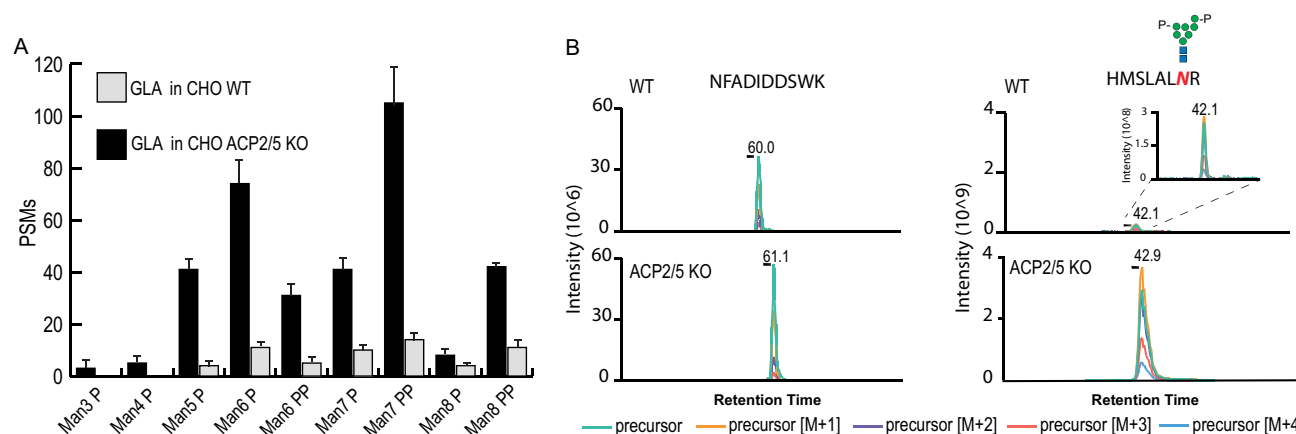 A
120
100
80
60
40
20
0
PSMs
GLA in CHO WT
GLA in CHO ACP2/5 KO
Man3 P
Man4 P
Man5 P
Man6 P
Man6 PP
Man7 P
Man7 PP
Man8 P
Man8 PP
B
WT
NFADIDDSWK
60
30
0
60.0
Intensity (10^6)
ACP2/5 KO
60
30
0
61.1
Retention Time
P-
-P
WT
HMSLALNR
4
2
0
42.1
Intensity (10^8)
3
1.5
0
42.1
Intensity (10^9)
ACP2/5 KO
4
2
0
42.9
Retention Time
precursor
precursor [M+1]
precursor [M+2]
precursor [M+3]
precursor [M+4